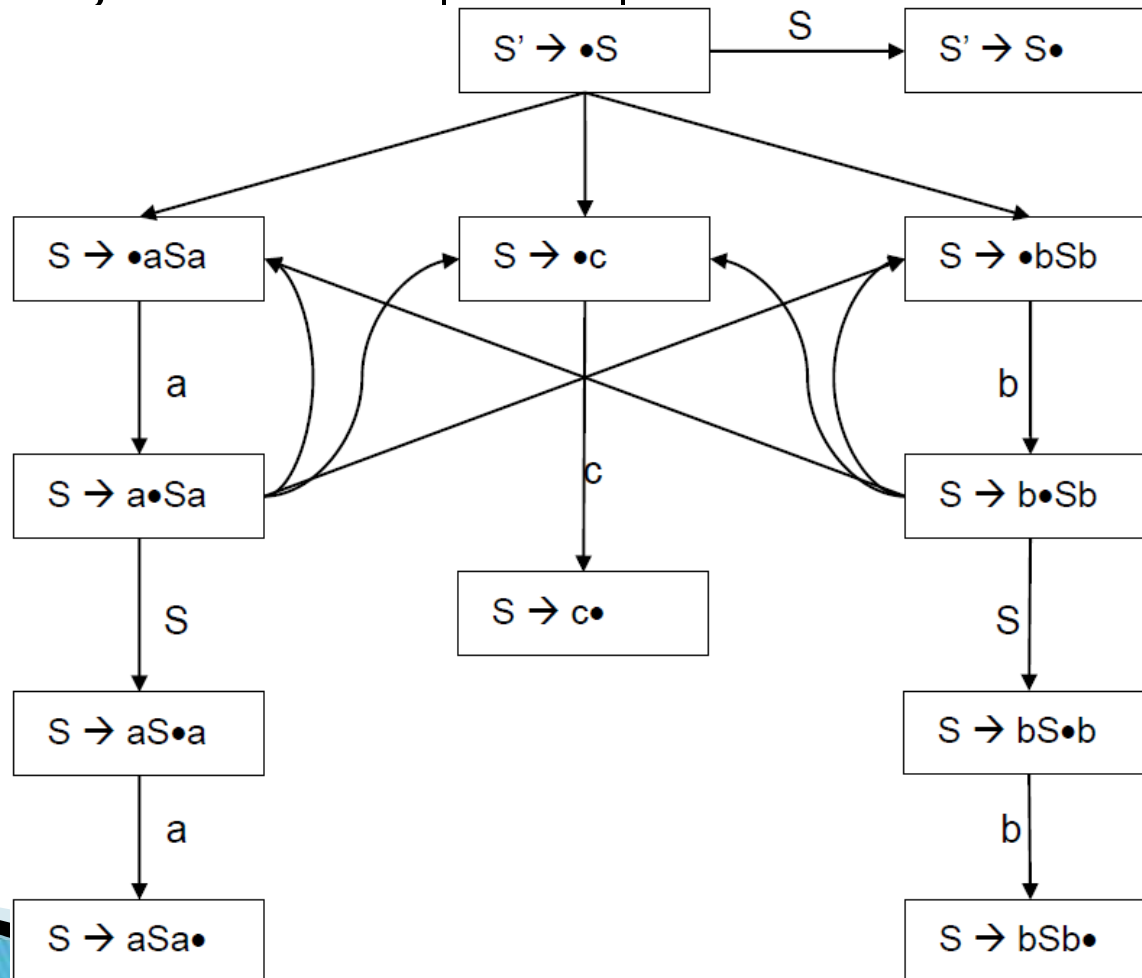 S' → •S
S
S' → S•
S → •aSa
S → •c
S → •bSb
a
b
S → a•Sa
c
S → b•Sb
S → c•
S
S
S → aS•a
S → bS•b
a
b
S → aSa•
S → bSb•